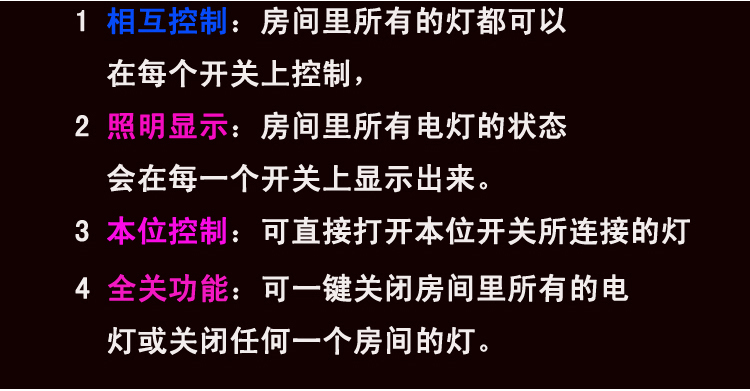 1 相互控制：房间里所有的灯都可以
在每个开关上控制，
2 照明显示：房间里所有电灯的状态
会在每一个开关上显示出来。
3 本位控制：可直接打开本位开关所连接的灯
4 全关功能：可一键关闭房间里所有的电
灯或关闭任何一个房间的灯。